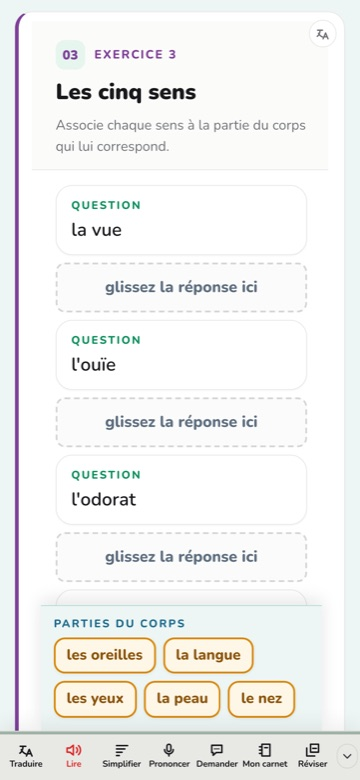 03 EXERCICE 3
Les cinq sens
Associe chaque sens à la partie du corps
qui lui correspond.
QUESTION
la vue
glissez la réponse ici
QUESTION
l'ouïe
glissez la réponse ici
QUESTION
l'odorat
glissez la réponse ici
PARTIES DU CORPS
les oreilles la langue
les yeux la peau le nez
Traduire Lire Simplifier Prononcer Demander Mon carnet Réviser